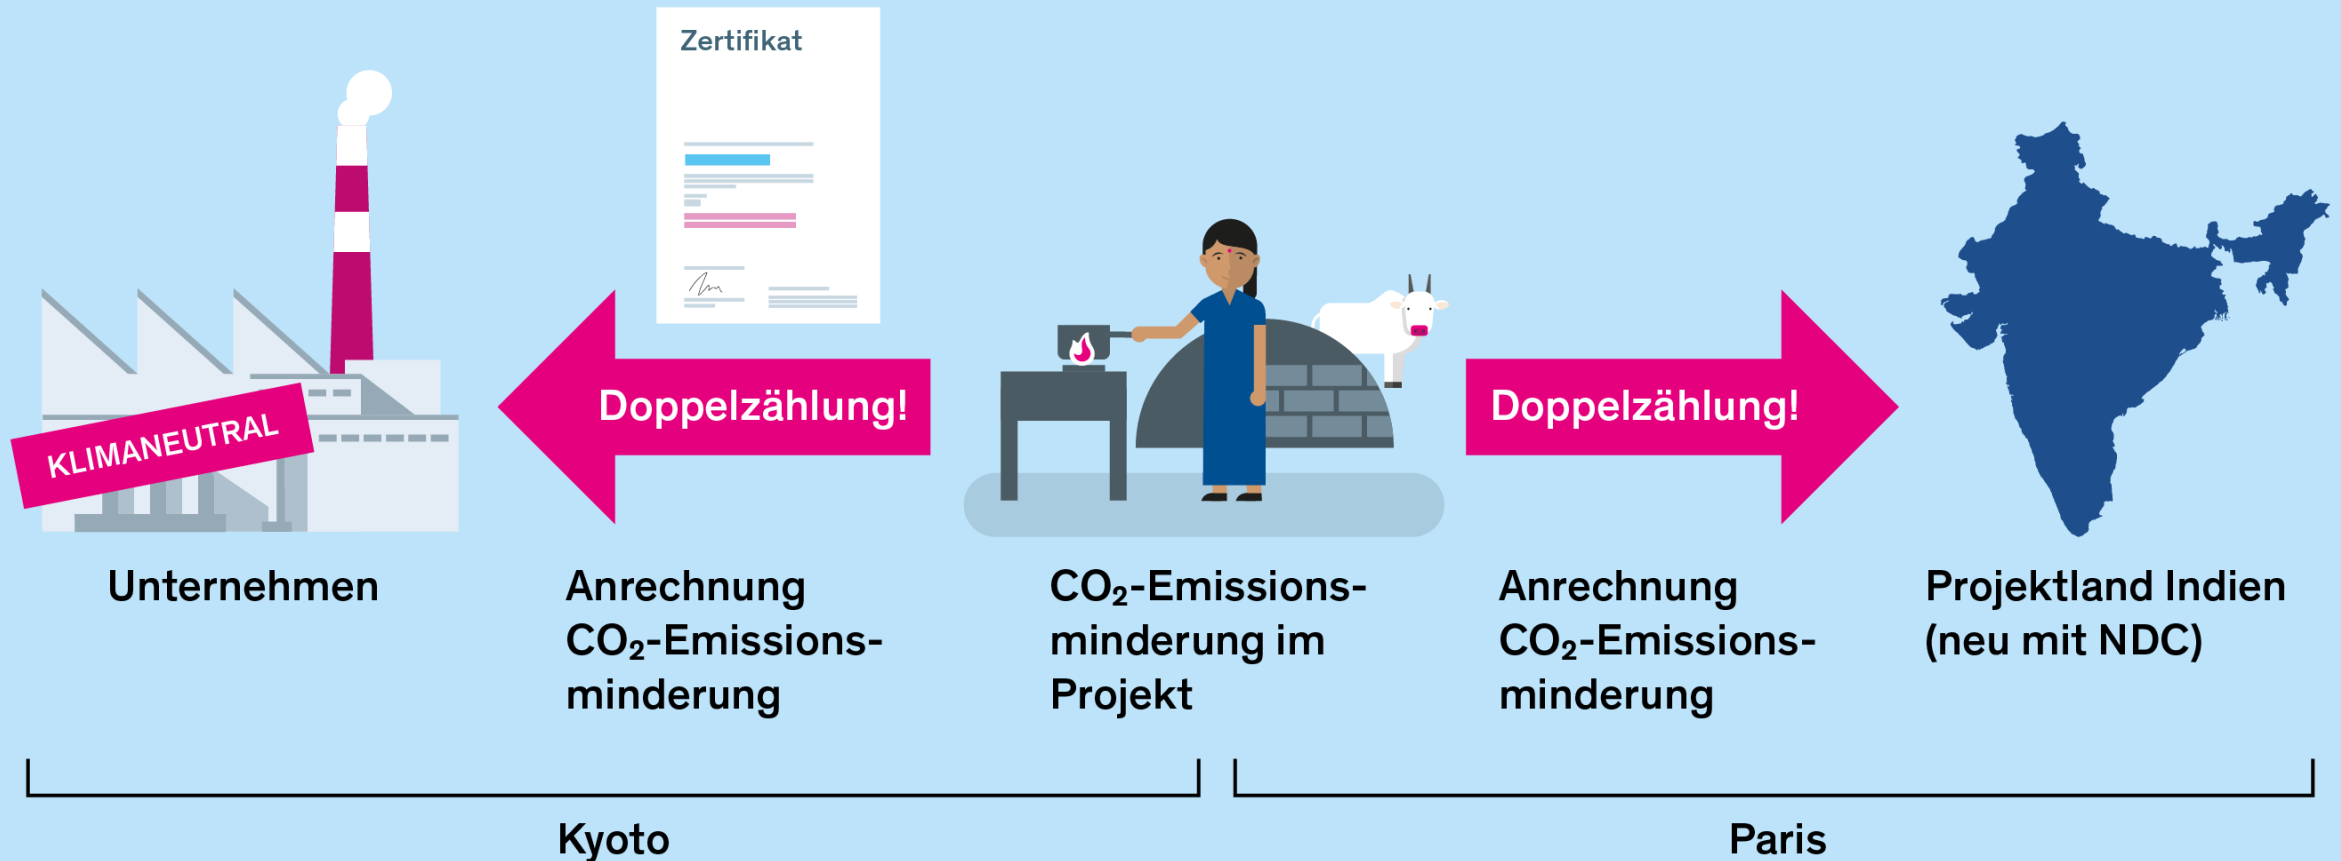 Zertifikat
KLIMANEUTRAL
Doppelzählung!
Doppelzählung!
Unternehmen
Anrechnung
CO₂-Emissions-
minderung
CO₂-Emissions-
minderung im
Projekt
Anrechnung
CO₂-Emissions-
minderung
Projektland Indien
(neu mit NDC)
Kyoto
Paris